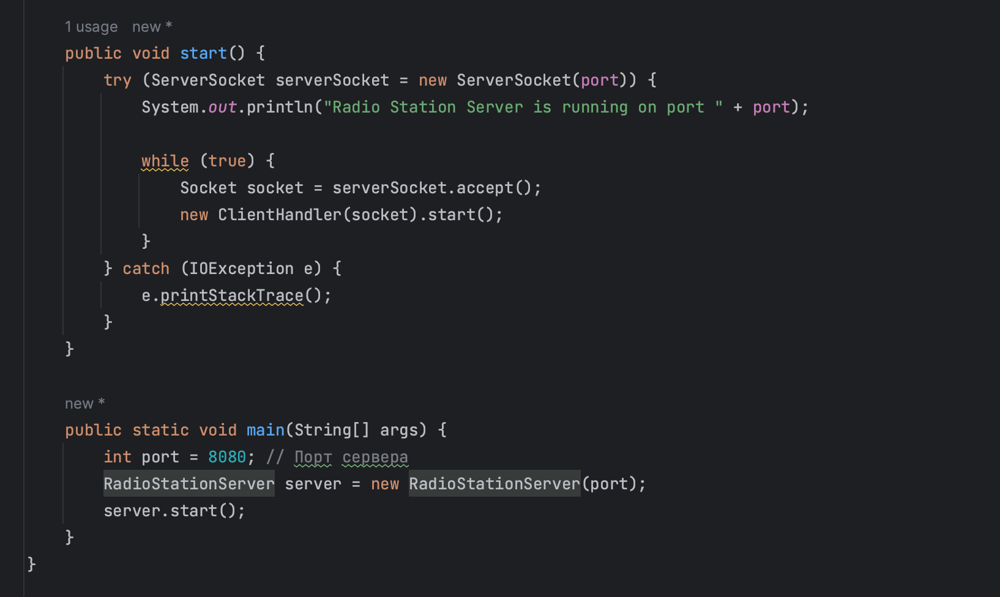 1 usage   new *
public void start() {
try (ServerSocket serverSocket = new ServerSocket(port)) {
System.out.println("Radio Station Server is running on port " + port);
while (true) {
Socket socket = serverSocket.accept();
new ClientHandler(socket).start();
}
} catch (IOException e) {
e.printStackTrace();
}
}
new *
public static void main(String[] args) {
int port = 8080; // Порт сервера
RadioStationServer server = new RadioStationServer(port);
server.start();
}
}